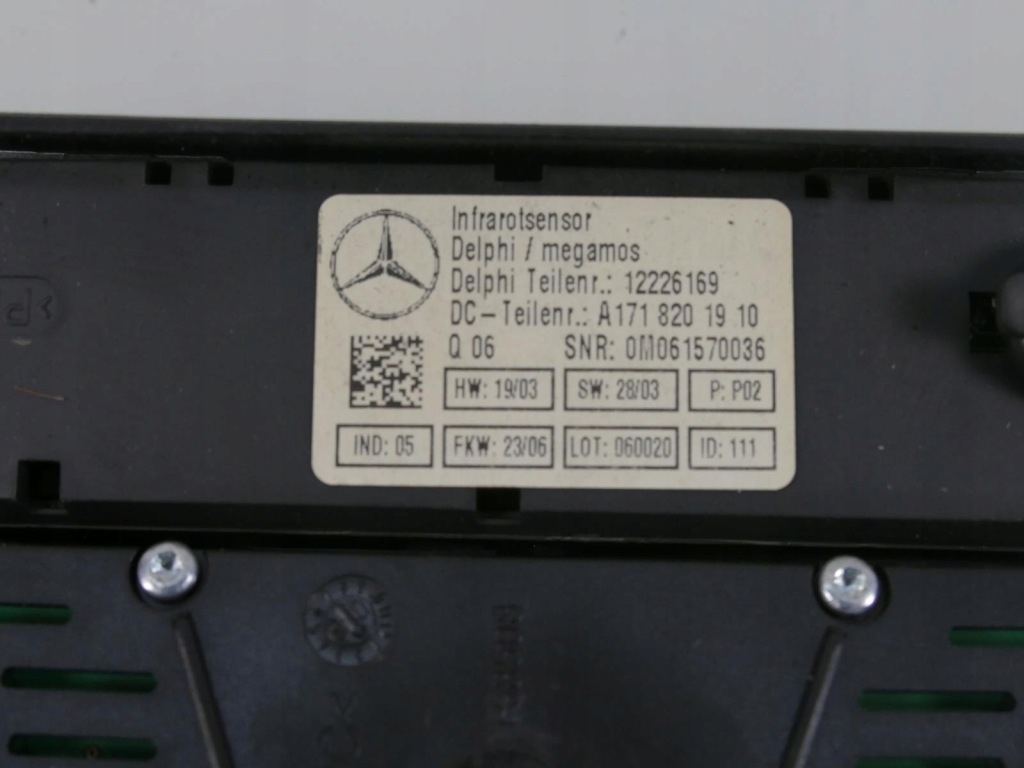 Infrarotsensor
Delphi / megamos
Delphi Teilenr.: 12226169
DC-Teilenr.: A171 820 19 10
Q 06 SNR: 0M061570036
HW: 19/03 SW: 28/03 P: P02
IND: 05 FKW: 23/06 LOT: 060020 ID: 111